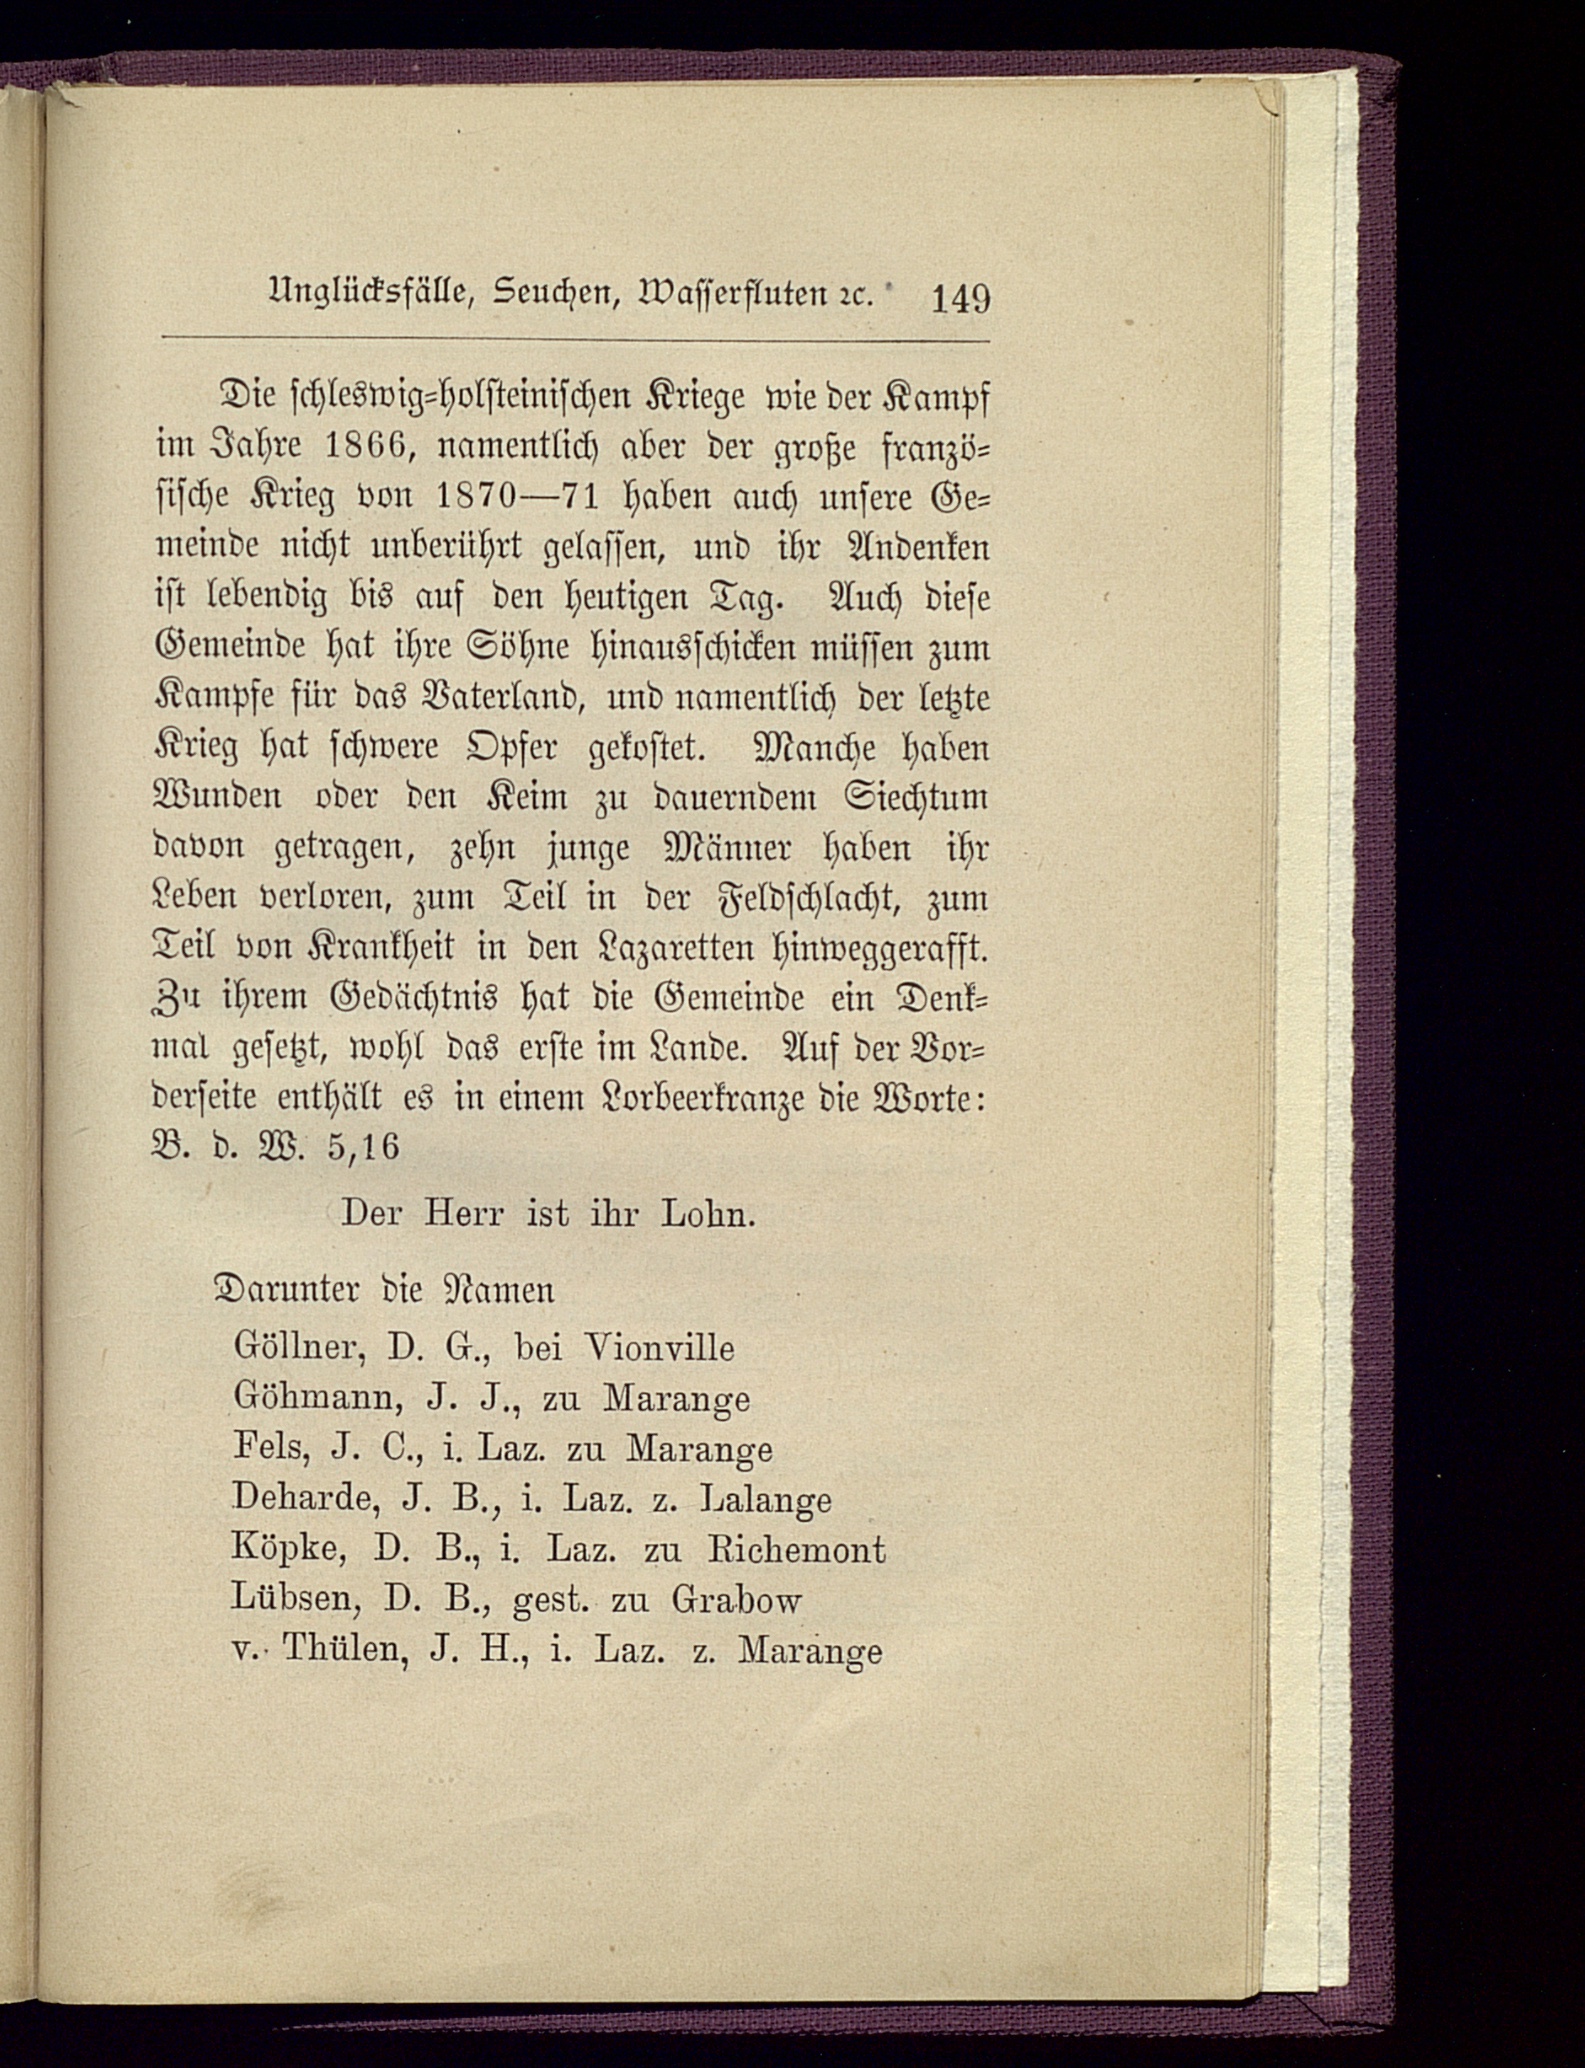 Unglücksfälle, Seuchen, Wasserfluten ꝛc. 149
Die schleswig-holsteinischen Kriege wie der Kampf
im Jahre 1866, namentlich aber der große franzö-
sische Krieg von 1870—71 haben auch unsere Ge-
meinde nicht unberührt gelassen, und ihr Andenken
ist lebendig bis auf den heutigen Tag. Auch diese
Gemeinde hat ihre Söhne hinausschicken müssen zum
Kampfe für das Vaterland, und namentlich der letzte
Krieg hat schwere Opfer gekostet. Manche haben
Wunden oder den Keim zu dauerndem Siechtum
davon getragen, zehn junge Männer haben ihr
Leben verloren, zum Teil in der Feldschlacht, zum
Teil von Krankheit in den Lazaretten hinweggerafft.
Zu ihrem Gedächtnis hat die Gemeinde ein Denk-
mal gesetzt, wohl das erste im Lande. Auf der Vor-
derseite enthält es in einem Lorbeerkranze die Worte:
B. d. W. 5,16
Der Herr ist ihr Lohn.
Darunter die Namen
Göllner, D. G., bei Vionville
Göhmann, J. J., zu Marange
Fels, J. C., i. Laz. zu Marange
Deharde, J. B., i. Laz. z. Lalange
Köpke, D. B., i. Laz. zu Richemont
Lübsen, D. B., gest. zu Grabow
v. Thülen, J. H., i. Laz. z. Marange